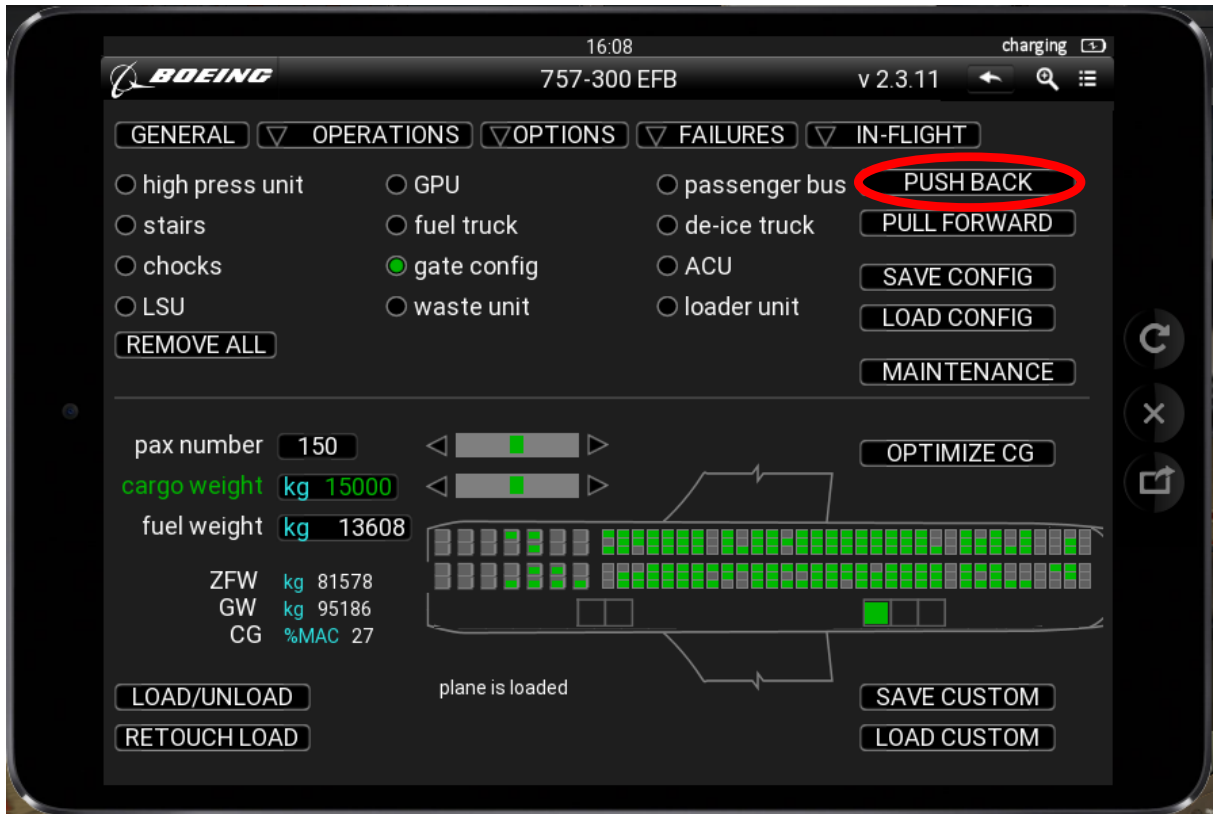 16:08 charging
BOEING 757-300 EFB v 2.3.11
GENERAL OPERATIONS OPTIONS FAILURES IN-FLIGHT
high press unit GPU passenger bus PUSH BACK
stairs fuel truck de-ice truck PULL FORWARD
chocks gate config ACU SAVE CONFIG
LSU waste unit loader unit LOAD CONFIG
REMOVE ALL
MAINTENANCE
pax number 150 OPTIMIZE CG
cargo weight kg 15000
fuel weight kg 13608
ZFW kg 81578
GW kg 95186
CG %MAC 27
LOAD/UNLOAD plane is loaded SAVE CUSTOM
RETOUCH LOAD LOAD CUSTOM